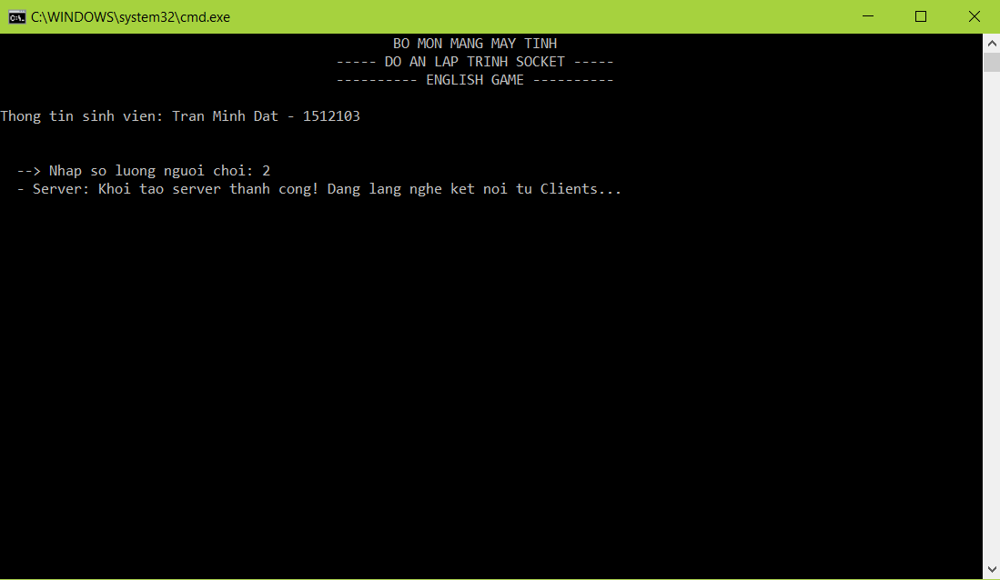 C:\WINDOWS\system32\cmd.exe
BO MON MANG MAY TINH
----- DO AN LAP TRINH SOCKET -----
---------- ENGLISH GAME ----------
Thong tin sinh vien: Tran Minh Dat - 1512103
--> Nhap so luong nguoi choi: 2
- Server: Khoi tao server thanh cong! Dang lang nghe ket noi tu Clients...